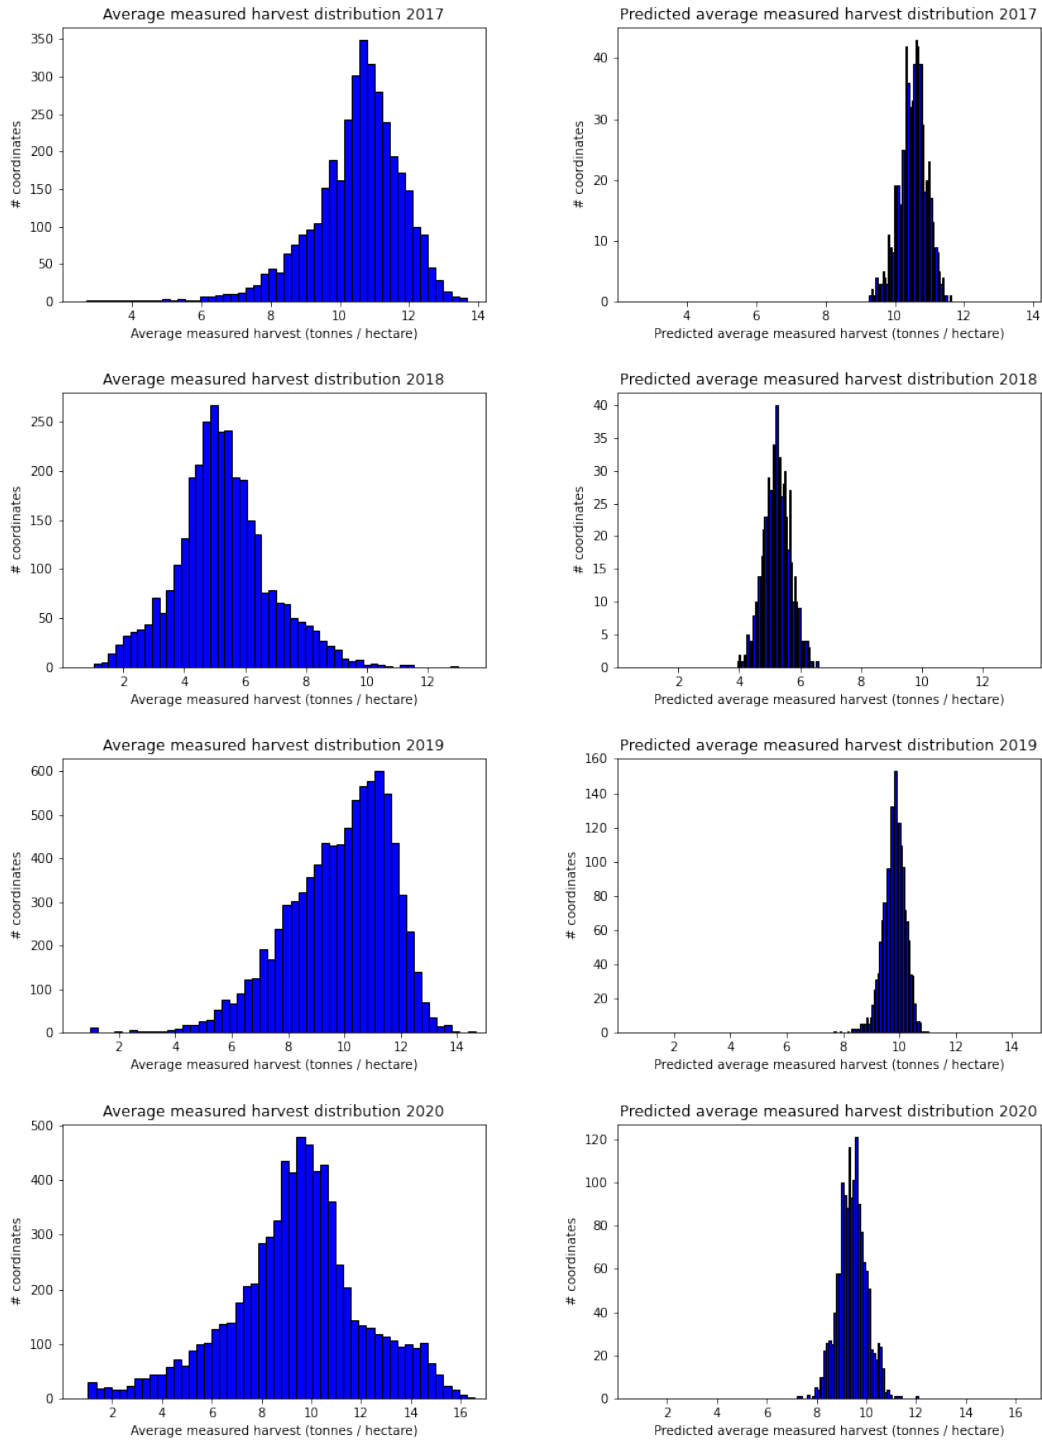 Average measured harvest distribution 2017
# coordinates
350
300
250
200
150
100
50
0
4 6 8 10 12 14
Average measured harvest (tonnes / hectare)
Predicted average measured harvest distribution 2017
# coordinates
40
30
20
10
0
4 6 8 10 12 14
Predicted average measured harvest (tonnes / hectare)
Average measured harvest distribution 2018
# coordinates
250
200
150
100
50
0
2 4 6 8 10 12
Average measured harvest (tonnes / hectare)
Predicted average measured harvest distribution 2018
# coordinates
40
35
30
25
20
15
10
5
0
2 4 6 8 10 12
Predicted average measured harvest (tonnes / hectare)
Average measured harvest distribution 2019
# coordinates
600
500
400
300
200
100
0
2 4 6 8 10 12 14
Average measured harvest (tonnes / hectare)
Predicted average measured harvest distribution 2019
# coordinates
160
140
120
100
80
60
40
20
0
2 4 6 8 10 12 14
Predicted average measured harvest (tonnes / hectare)
Average measured harvest distribution 2020
# coordinates
500
400
300
200
100
0
2 4 6 8 10 12 14 16
Average measured harvest (tonnes / hectare)
Predicted average measured harvest distribution 2020
# coordinates
120
100
80
60
40
20
0
2 4 6 8 10 12 14 16
Predicted average measured harvest (tonnes / hectare)